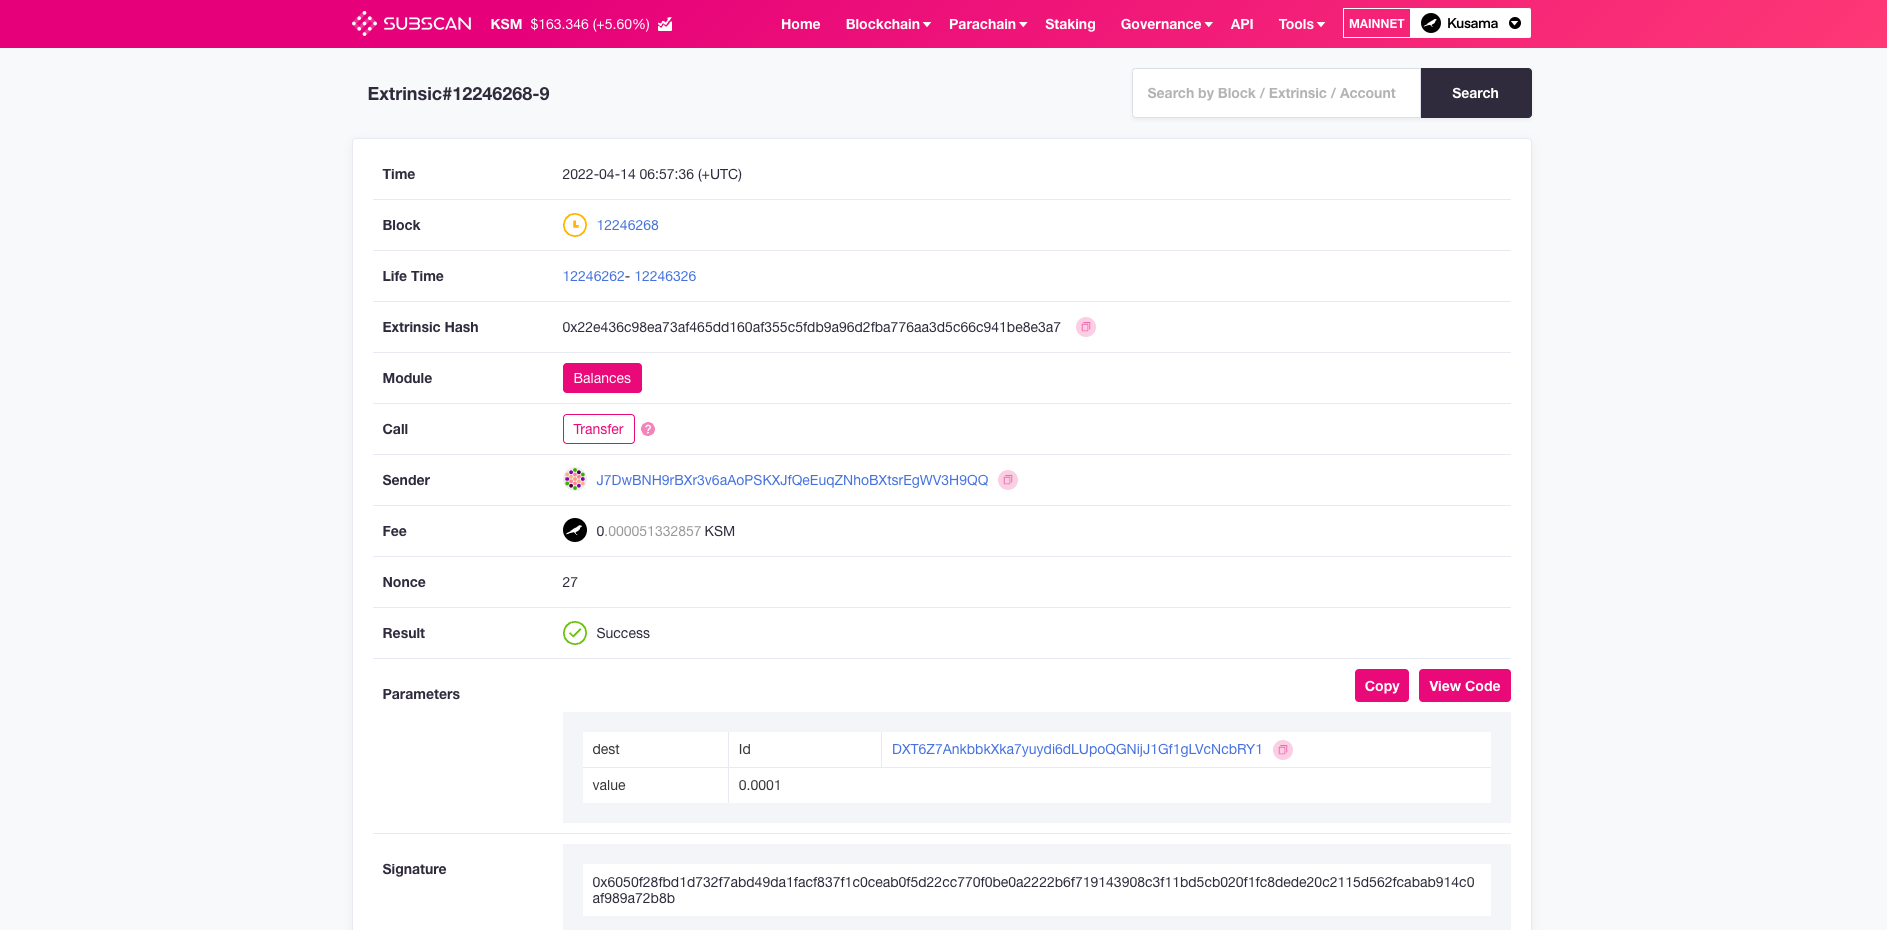 SUBSCAN KSM $163.346 (+5.60%) Home Blockchain Parachain Staking Governance API Tools MAINNET Kusama
Extrinsic#12246268-9 Search by Block / Extrinsic / Account Search
Time 2022-04-14 06:57:36 (+UTC)
Block 12246268
Life Time 12246262- 12246326
Extrinsic Hash 0x22e436c98ea73af465dd160af355c5fdb9a96d2fba776aa3d5c66c941be8e3a7
Module Balances
Call Transfer ?
Sender J7DwBNH9rBXr3v6aAoPSKXJfQeEuqZNhoBXtsrEgWV3H9QQ
Fee 0.000051332857 KSM
Nonce 27
Result Success
Parameters Copy View Code
dest Id DXT6Z7AnkbbkXka7yuydi6dLUpoQGNijJ1Gf1gLVcNcbRY1
value 0.0001
Signature
0x6050f28fbd1d732f7abd49da1facf837f1c0ceab0f5d22cc770f0be0a2222b6f719143908c3f11bd5cb020f1fc8dede20c2115d562fcabab914c0
af989a72b8b